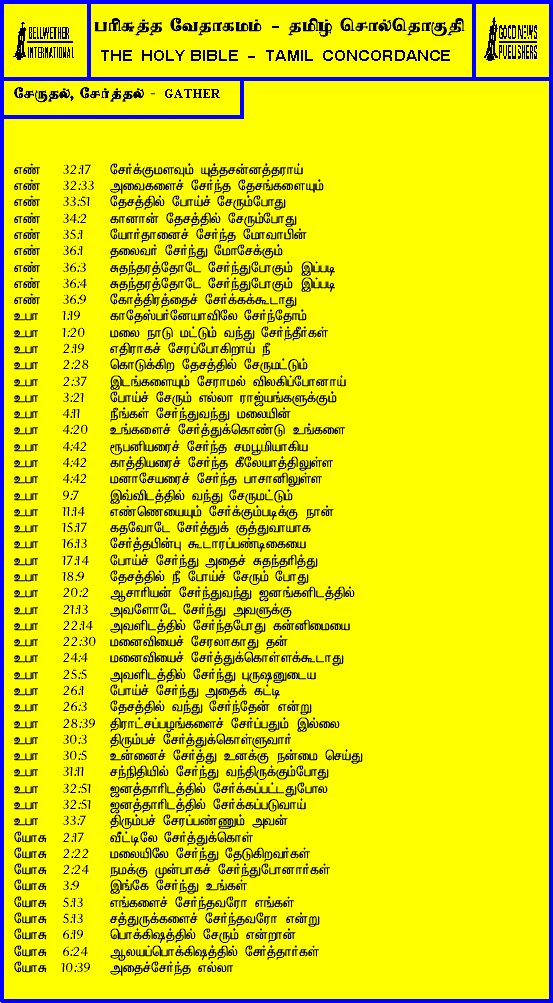 BELLWETHER
INTERNATIONAL
பரிசுத்த வேதாகமம் - தமிழ் சொல்தொகுதி
THE HOLY BIBLE - TAMIL CONCORDANCE
GOOD NEWS
PUBLISHERS
சேருதல், சேர்த்தல் - GATHER
எண் 32:17 சேர்க்குமளவும் யுத்தசன்னத்தராய்
எண் 32:33 அவைகளைச் சேர்ந்த தேசங்களையும்
எண் 33:51 தேசத்தில் போய்ச் சேரும்போது
எண் 34:2 கானான் தேசத்தில் சேரும்போது
எண் 35:1 யோர்தானைச் சேர்ந்த மோவாபின்
எண் 36:1 தலைவர் சேர்ந்து மோசேக்கும்
எண் 36:3 சுதந்தரத்தோடே சேர்ந்துபோகும் இப்படி
எண் 36:4 சுதந்தரத்தோடே சேர்ந்துபோகும் இப்படி
எண் 36:9 கோத்திரத்தைச் சேர்க்கக்கூடாது
உபா 1:19 காதேஸ்பர்னேயாவிலே சேர்ந்தோம்
உபா 1:20 மலை நாடு மட்டும் வந்து சேர்ந்தீர்கள்
உபா 2:19 எதிராகச் சேரப்போகிறாய் நீ
உபா 2:28 கொடுக்கிற தேசத்தில் சேருமட்டும்
உபா 2:37 இடங்களையும் சேராமல் விலகிப்போனாய்
உபா 3:21 போய்ச் சேரும் எல்லா ராஜ்யங்களுக்கும்
உபா 4:11 நீங்கள் சேர்ந்துவந்து மலையின்
உபா 4:20 உங்களைச் சேர்த்துக்கொண்டு உங்களை
உபா 4:42 ரூபனியரைச் சேர்ந்த சமபூமியாகிய
உபா 4:42 காத்தியரைச் சேர்ந்த கீலேயாத்திலுள்ள
உபா 4:42 மனாசேயரைச் சேர்ந்த பாசானிலுள்ள
உபா 9:7 இவ்விடத்தில் வந்து சேருமட்டும்
உபா 11:14 எண்ணெயையும் சேர்க்கும்படிக்கு நான்
உபா 15:17 கதவோடே சேர்த்துக் குத்துவாயாக
உபா 16:13 சேர்த்தபின்பு கூடாரப்பண்டிகையை
உபா 17:14 போய்ச் சேர்ந்து அதைச் சுதந்தரித்து
உபா 18:9 தேசத்தில் நீ போய்ச் சேரும் போது
உபா 20:2 ஆசாரியன் சேர்ந்துவந்து ஜனங்களிடத்தில்
உபா 21:13 அவளோடே சேர்ந்து அவளுக்கு
உபா 22:14 அவளிடத்தில் சேர்ந்தபோது கன்னிமையை
உபா 22:30 மனைவியைச் சேரலாகாது தன்
உபா 24:4 மனைவியைச் சேர்த்துக்கொள்ளக்கூடாது
உபா 25:5 அவளிடத்தில் சேர்ந்து புருஷனுடைய
உபா 26:1 போய்ச் சேர்ந்து அதைக் கட்டி
உபா 26:3 தேசத்தில் வந்து சேர்ந்தேன் என்று
உபா 28:39 திராட்சப்பழங்களைச் சேர்ப்பதும் இல்லை
உபா 30:3 திரும்பச் சேர்த்துக்கொள்ளுவார்
உபா 30:5 உன்னைச் சேர்த்து உனக்கு நன்மை செய்து
உபா 31:11 சந்நிதியில் சேர்ந்து வந்திருக்கும்போது
உபா 32:51 ஜனத்தாரிடத்தில் சேர்க்கப்பட்டதுபோல
உபா 32:51 ஜனத்தாரிடத்தில் சேர்க்கப்படுவாய்
உபா 33:7 திரும்பச் சேரப்பண்ணும் அவன்
யோசு 2:17 வீட்டிலே சேர்த்துக்கொள்
யோசு 2:22 மலையிலே சேர்ந்து தேடுகிறவர்கள்
யோசு 2:24 நமக்கு முன்பாகச் சேர்ந்துபோனார்கள்
யோசு 3:9 இங்கே சேர்ந்து உங்கள்
யோசு 5:13 எங்களைச் சேர்ந்தவரோ எங்கள்
யோசு 5:13 சத்துருக்களைச் சேர்ந்தவரோ என்று
யோசு 6:19 பொக்கிஷத்தில் சேரும் என்றான்
யோசு 6:24 ஆலயப்பொக்கிஷத்தில் சேர்த்தார்கள்
யோசு 10:39 அதைச்சேர்ந்த எல்லா